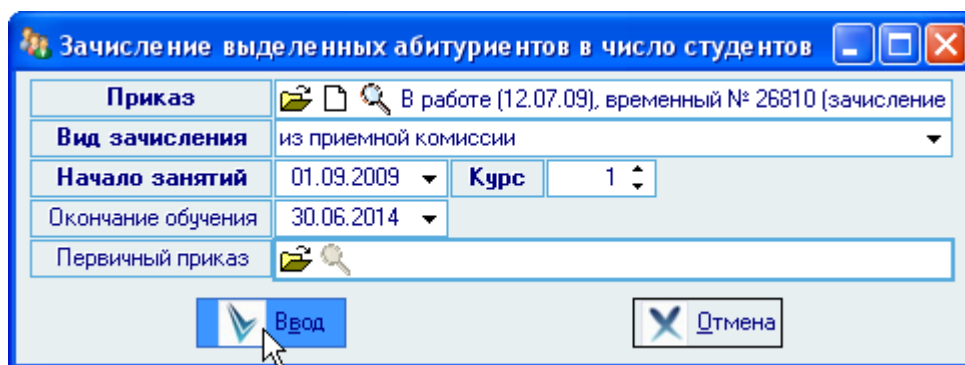 Зачисление выделенных абитуриентов в число студентов
Приказ В работе (12.07.09), временный № 26810 (зачисление
Вид зачисления из приемной комиссии
Начало занятий 01.09.2009 Курс 1
Окончание обучения 30.06.2014
Первичный приказ
Ввод Отмена